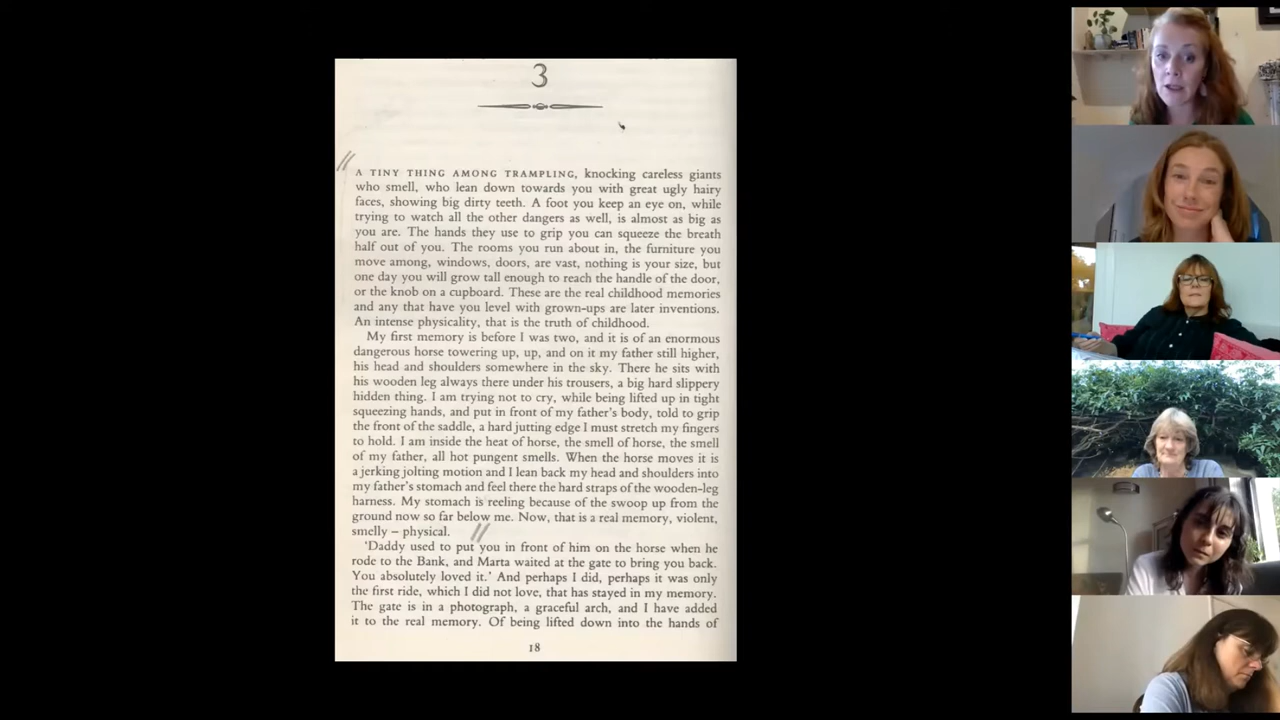 3
A TINY THING AMONG TRAMPLING, knocking careless giants
who smell, who lean down towards you with great ugly hairy
faces, showing big dirty teeth. A foot you keep an eye on, while
trying to watch all the other dangers as well, is almost as big as
you are. The hands they use to grip you can squeeze the breath
half out of you. The rooms you run about in, the furniture you
move among, windows, doors, are vast, nothing is your size, but
one day you will grow tall enough to reach the handle of the door,
or the knob on a cupboard. These are the real childhood memories
and any that have you level with grown-ups are later inventions.
An intense physicality, that is the truth of childhood.
My first memory is before I was two, and it is of an enormous
dangerous horse towering up, up, and on it my father still higher,
his head and shoulders somewhere in the sky. There he sits with
his wooden leg always there under his trousers, a big hard slippery
hidden thing. I am trying not to cry, while being lifted up in tight
squeezing hands, and put in front of my father's body, told to grip
the front of the saddle, a hard jutting edge I must stretch my fingers
to hold. I am inside the heat of horse, the smell of horse, the smell
of my father, all hot pungent smells. When the horse moves it is
a jerking jolting motion and I lean back my head and shoulders into
my father's stomach and feel there the hard straps of the wooden-leg
harness. My stomach is reeling because of the swoop up from the
ground now so far below me. Now, that is a real memory, violent,
smelly – physical.
'Daddy used to put you in front of him on the horse when he
rode to the Bank, and Marta waited at the gate to bring you back.
You absolutely loved it.' And perhaps I did, perhaps it was only
the first ride, which I did not love, that has stayed in my memory.
The gate is in a photograph, a graceful arch, and I have added
it to the real memory. Of being lifted down into the hands of
18